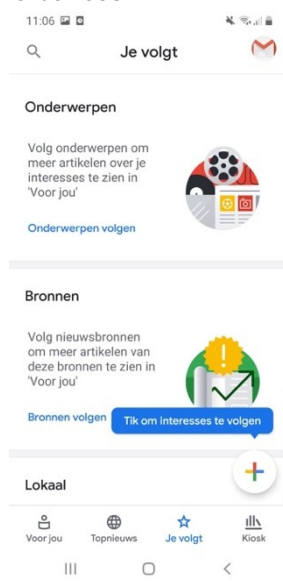 11:06
Je volgt
Onderwerpen
Volg onderwerpen om
meer artikelen over je
interesses te zien in
'Voor jou'
Onderwerpen volgen
Bronnen
Volg nieuwsbronnen
om meer artikelen van
deze bronnen te zien in
'Voor jou'
Bronnen volgen
Tik om interesses te volgen
Lokaal
Voor jou
Topnieuws
Je volgt
Kiosk